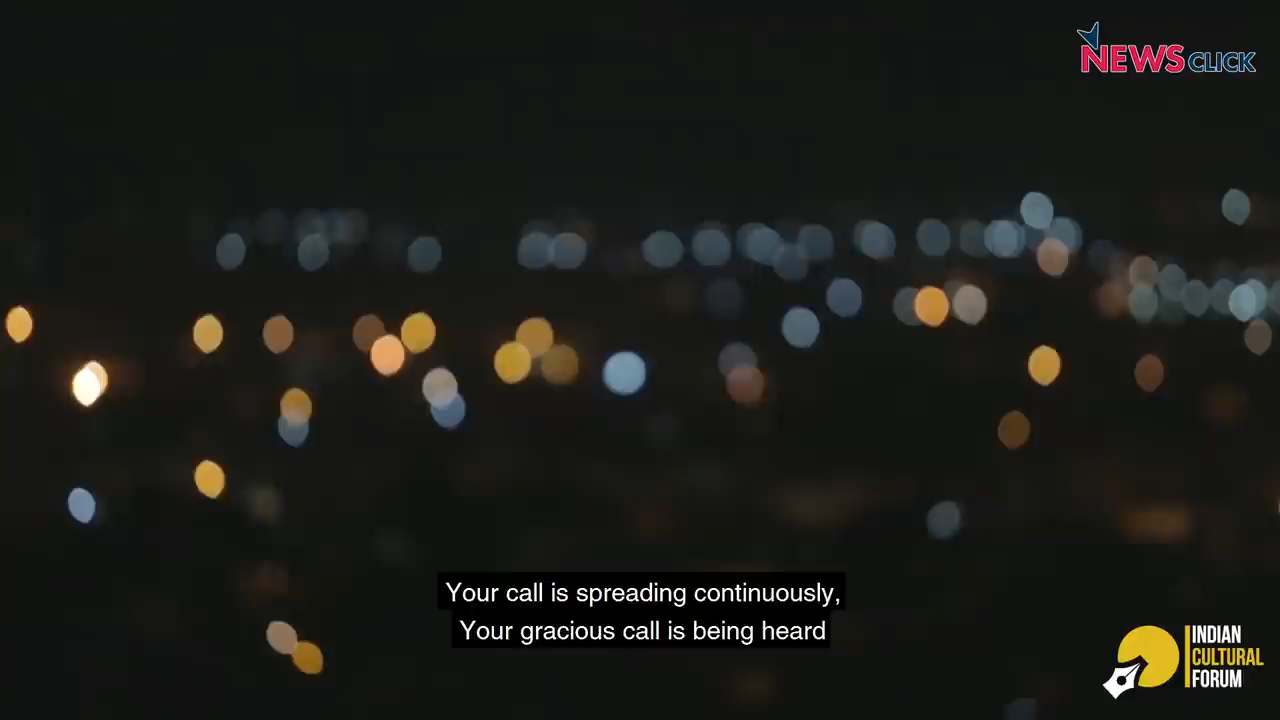 NEWSCLICK
Your call is spreading continuously,
Your gracious call is being heard
INDIAN
CULTURAL
FORUM